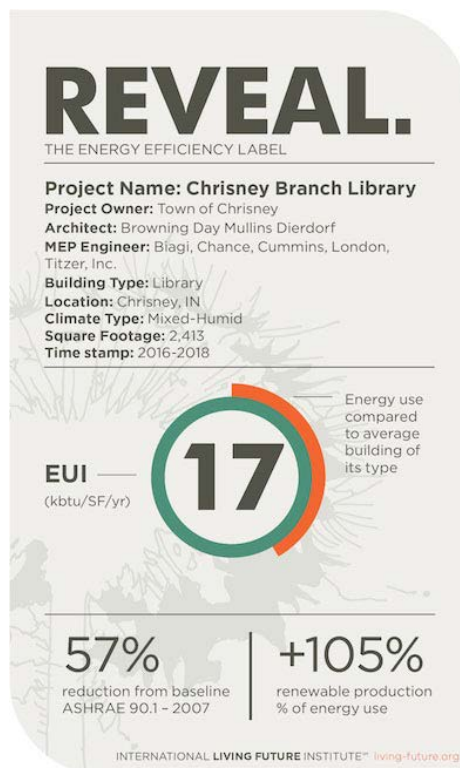 REVEAL.
THE ENERGY EFFICIENCY LABEL
Project Name: Chrisney Branch Library
Project Owner: Town of Chrisney
Architect: Browning Day Mullins Dierdorf
MEP Engineer: Biagi, Chance, Cummins, London,
Titzer, Inc.
Building Type: Library
Location: Chrisney, IN
Climate Type: Mixed-Humid
Square Footage: 2,413
Time stamp: 2016-2018
Energy use
compared
to average
building of
its type
17
EUI
(kbtu/SF/yr)
57%
reduction from baseline
ASHRAE 90.1 – 2007
+105%
renewable production
% of energy use
INTERNATIONAL LIVING FUTURE INSTITUTE℠ living-future.org